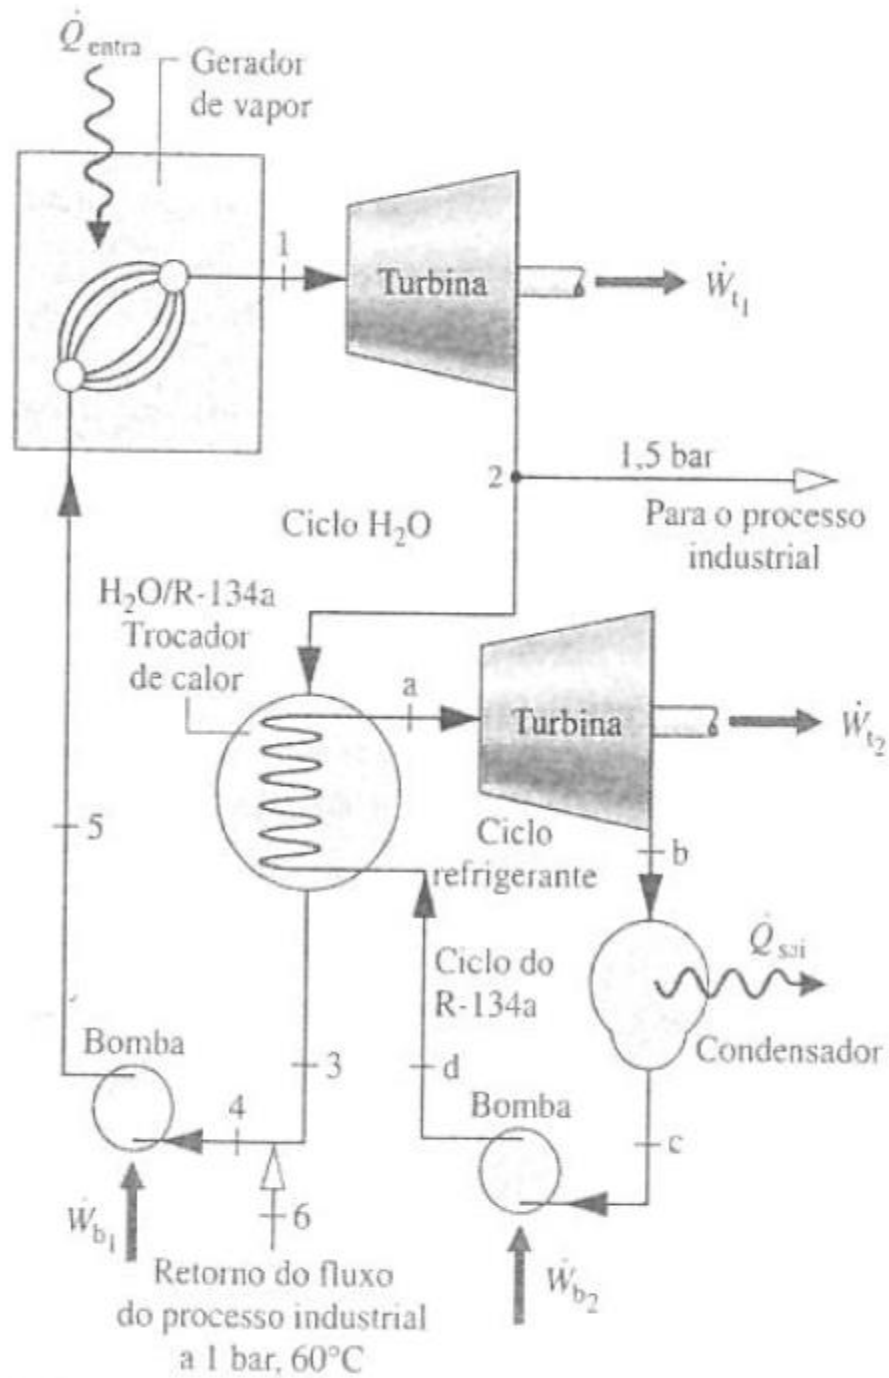 Q̇entra
Gerador
de vapor
1
Turbina
Ẇt1
2
1,5 bar
Para o processo
industrial
Ciclo H2O
H2O/R-134a
Trocador
de calor
a
Turbina
Ẇt2
5
Ciclo
refrigerante
b
Q̇sai
Ciclo do
R-134a
Condensador
Bomba
3
d
Bomba
4
c
6
Ẇb1
Ẇb2
Retorno do fluxo
do processo industrial
a 1 bar, 60°C